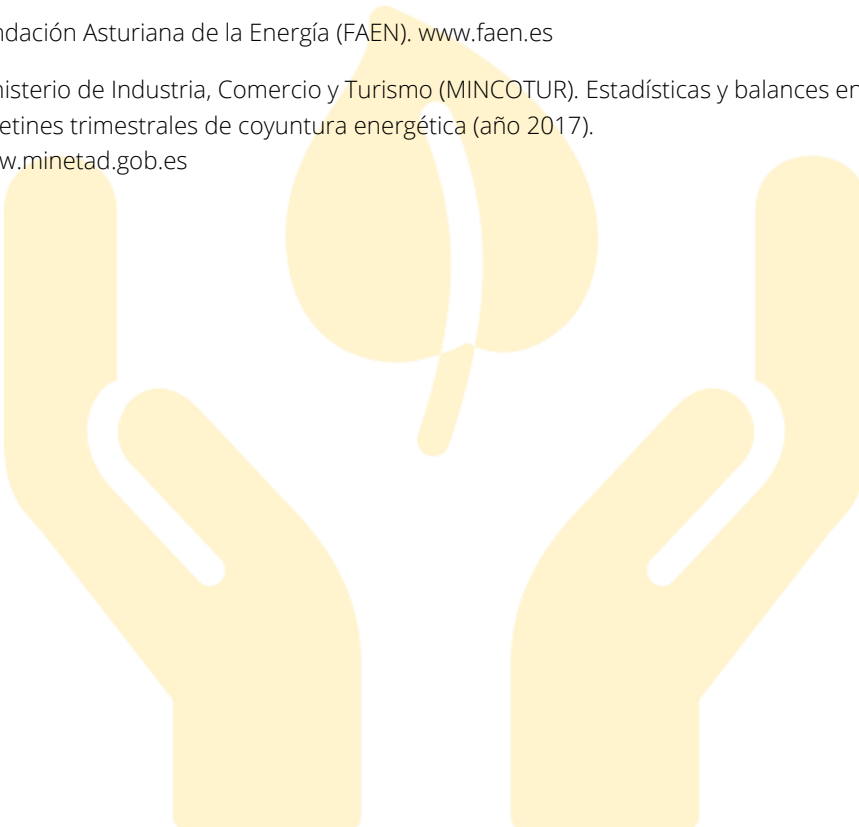 ndación Asturiana de la Energía (FAEN). www.faen.es
nisterio de Industria, Comercio y Turismo (MINCOTUR). Estadísticas y balances en
etines trimestrales de coyuntura energética (año 2017).
w.minetad.gob.es